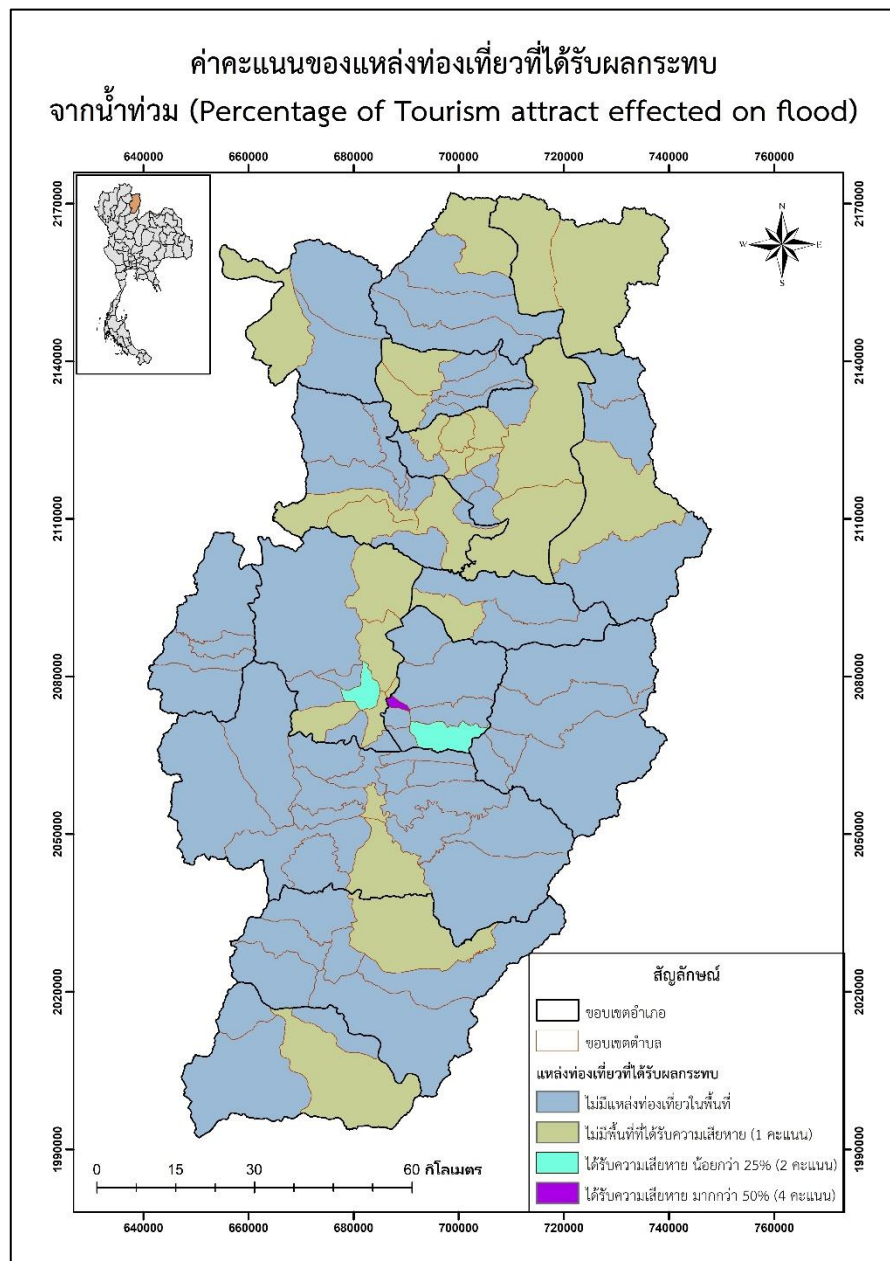 ค่าคะแนนของแหล่งท่องเที่ยวที่ได้รับผลกระทบ
จากน้ำท่วม (Percentage of Tourism attract effected on flood)
640000 660000 680000 700000 720000 740000 760000
2170000 2170000
N
W E
S
2140000 2140000
2110000 2110000
2080000 2080000
2050000 2050000
2020000 2020000
1990000 1990000
สัญลักษณ์
ขอบเขตอำเภอ
ขอบเขตตำบล
แหล่งท่องเที่ยวที่ได้รับผลกระทบ
ไม่มีแหล่งท่องเที่ยวในพื้นที่
ไม่มีพื้นที่ที่ได้รับความเสียหาย (1 คะแนน)
ได้รับความเสียหาย น้อยกว่า 25% (2 คะแนน)
ได้รับความเสียหาย มากกว่า 50% (4 คะแนน)
0 15 30 60 กิโลเมตร
640000 660000 680000 700000 720000 740000 760000